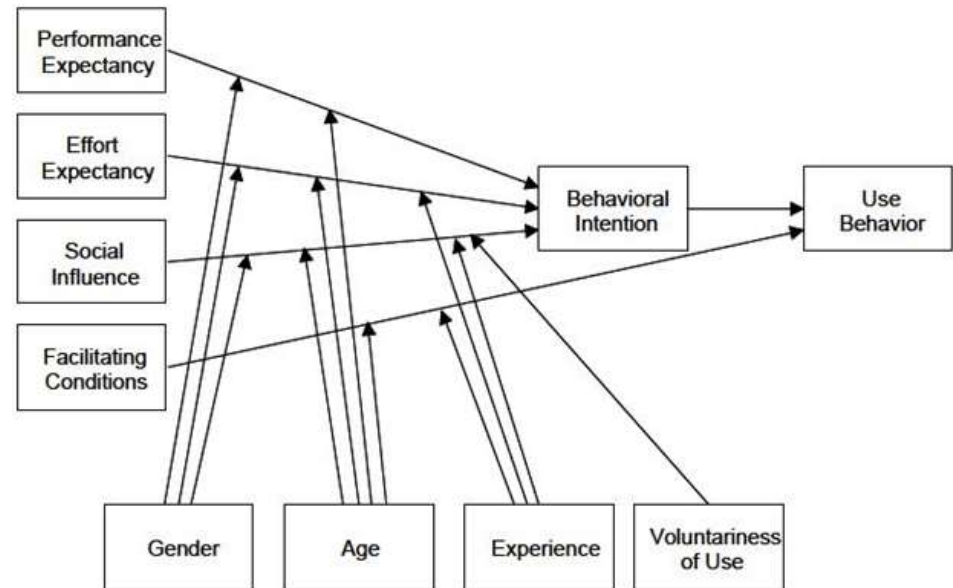 Performance
Expectancy
Effort
Expectancy
Social
Influence
Facilitating
Conditions
Behavioral
Intention
Use
Behavior
Gender
Age
Experience
Voluntariness
of Use